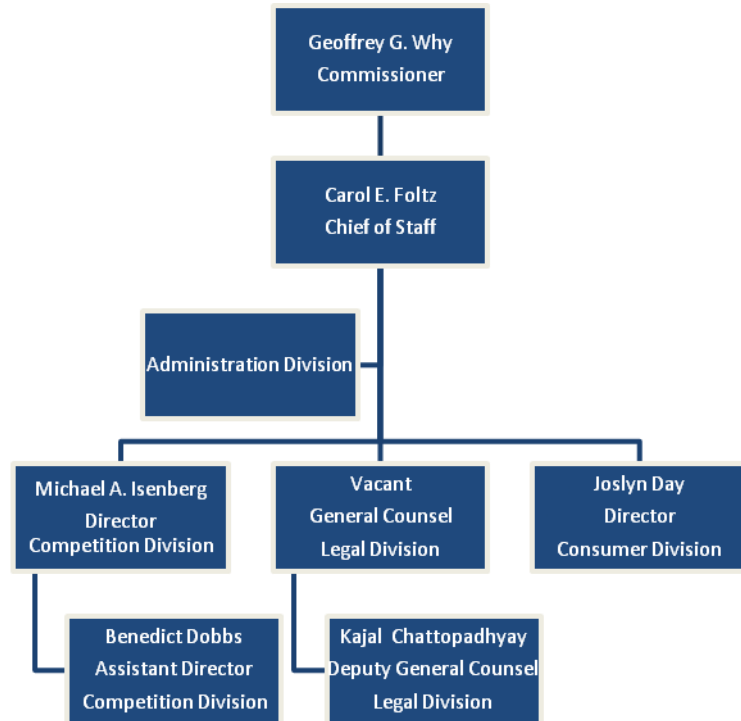 Geoffrey G. Why
Commissioner
Carol E. Foltz
Chief of Staff
Administration Division
Michael A. Isenberg
Director
Competition Division
Vacant
General Counsel
Legal Division
Joslyn Day
Director
Consumer Division
Benedict Dobbs
Assistant Director
Competition Division
Kajal Chattopadhyay
Deputy General Counsel
Legal Division